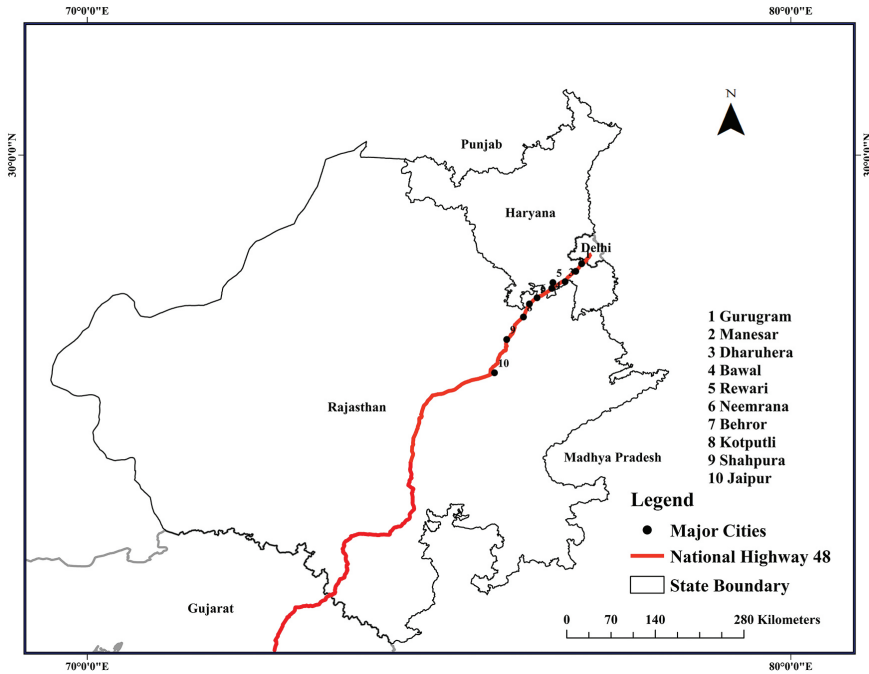 70°0'0"E 80°0'0"E
N
30°0'0"N
30°0'0"N
Punjab
Haryana
Delhi
5
9
10
Rajasthan
Madhya Pradesh
Gujarat
1 Gurugram
2 Manesar
3 Dharuhera
4 Bawal
5 Rewari
6 Neemrana
7 Behror
8 Kotputli
9 Shahpura
10 Jaipur
Legend
Major Cities
National Highway 48
State Boundary
0 70 140 280 Kilometers
70°0'0"E 80°0'0"E